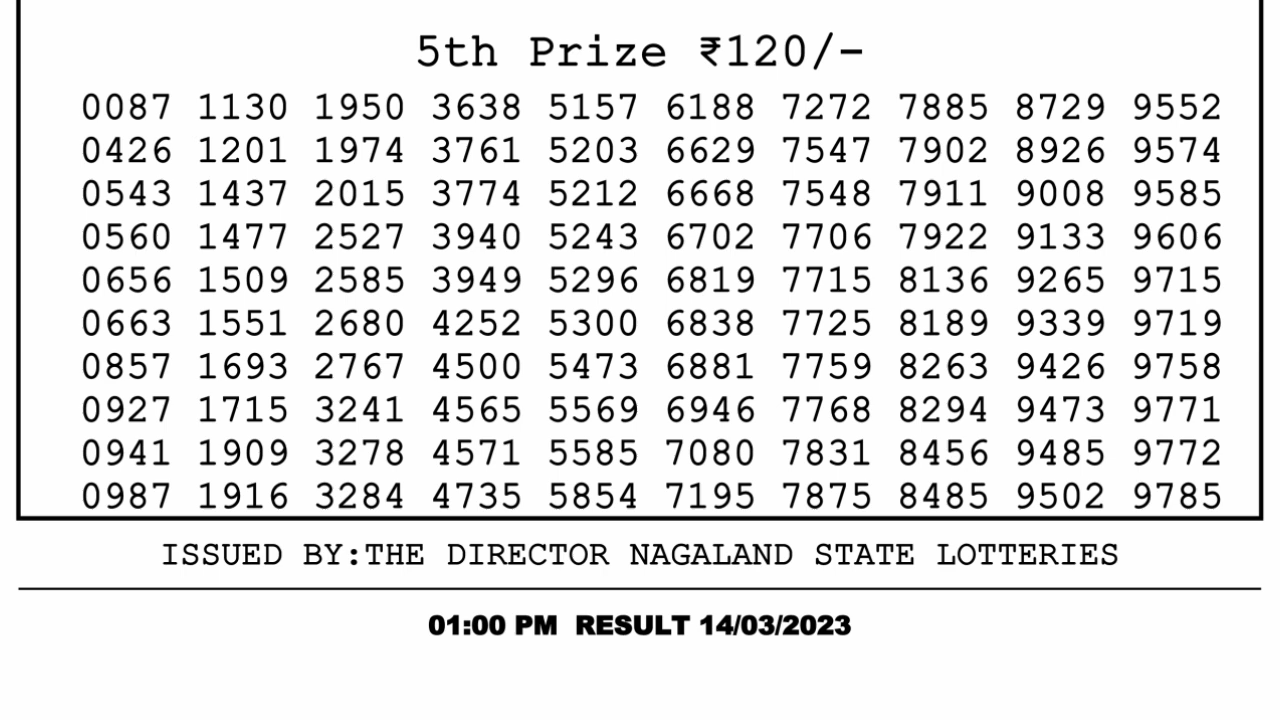 5th Prize ₹120/-
0087 1130 1950 3638 5157 6188 7272 7885 8729 9552
0426 1201 1974 3761 5203 6629 7547 7902 8926 9574
0543 1437 2015 3774 5212 6668 7548 7911 9008 9585
0560 1477 2527 3940 5243 6702 7706 7922 9133 9606
0656 1509 2585 3949 5296 6819 7715 8136 9265 9715
0663 1551 2680 4252 5300 6838 7725 8189 9339 9719
0857 1693 2767 4500 5473 6881 7759 8263 9426 9758
0927 1715 3241 4565 5569 6946 7768 8294 9473 9771
0941 1909 3278 4571 5585 7080 7831 8456 9485 9772
0987 1916 3284 4735 5854 7195 7875 8485 9502 9785
ISSUED BY:THE DIRECTOR NAGALAND STATE LOTTERIES
01:00 PM RESULT 14/03/2023